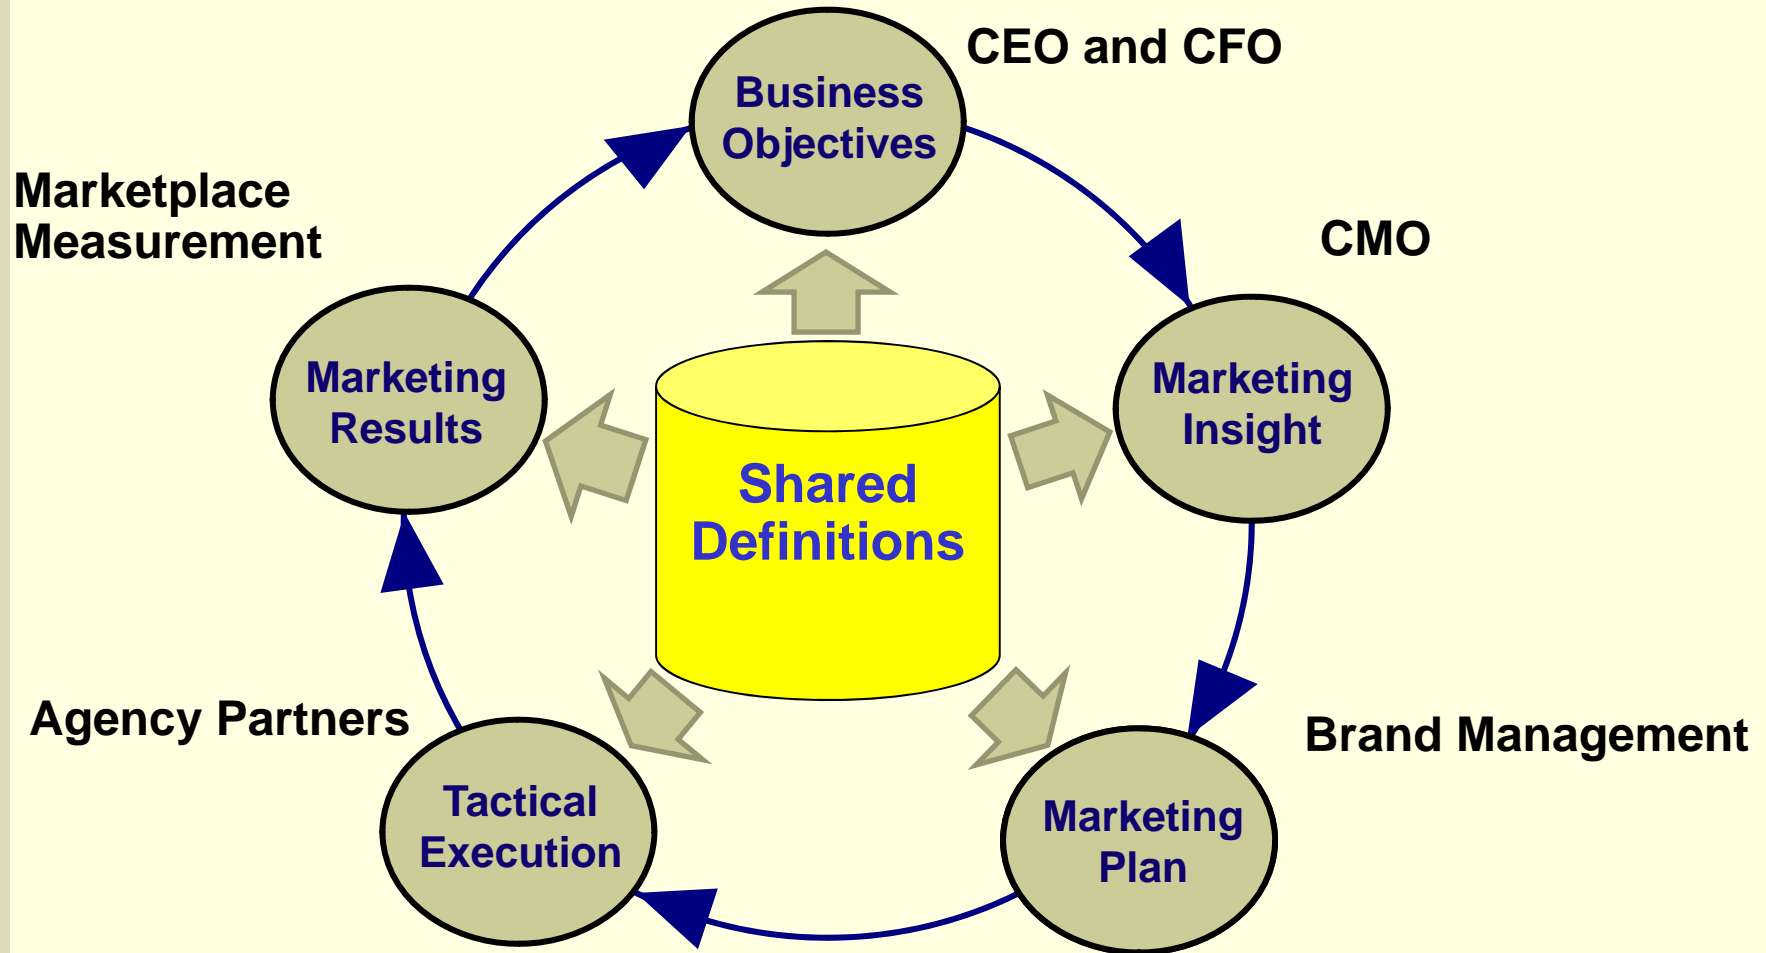 CEO and CFO
Business
Objectives
Marketplace
Measurement
CMO
Marketing
Results
Marketing
Insight
Shared
Definitions
Agency Partners
Brand Management
Tactical
Execution
Marketing
Plan